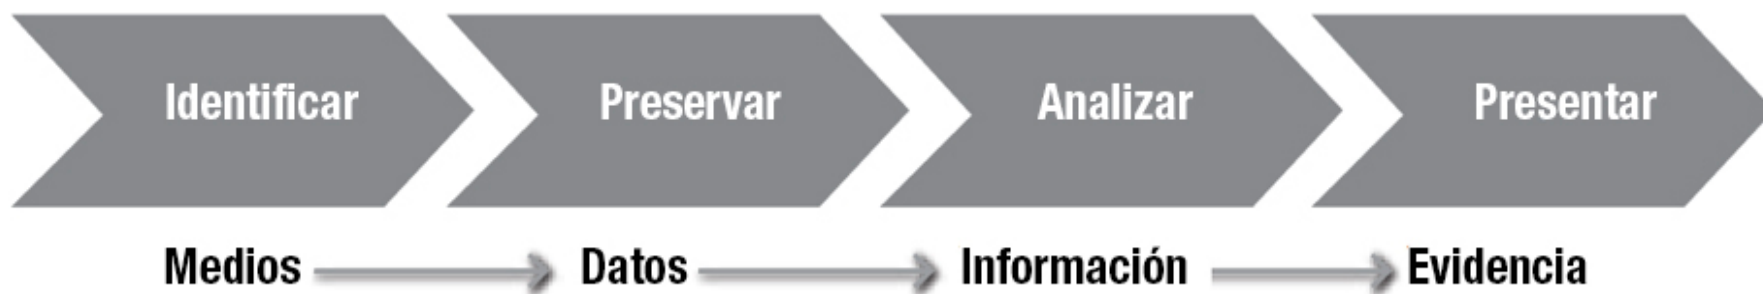 Identificar Preservar Analizar Presentar
Medios Datos Información Evidencia